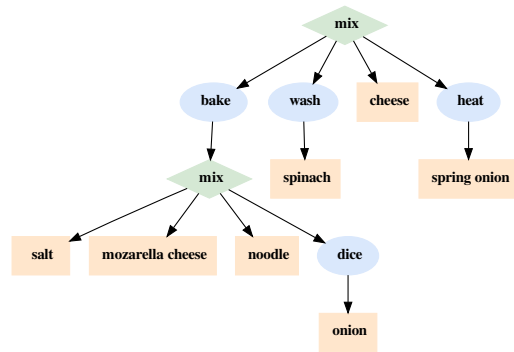 mix
bake
wash
cheese
heat
mix
spinach
spring onion
salt
mozarella cheese
noodle
dice
onion